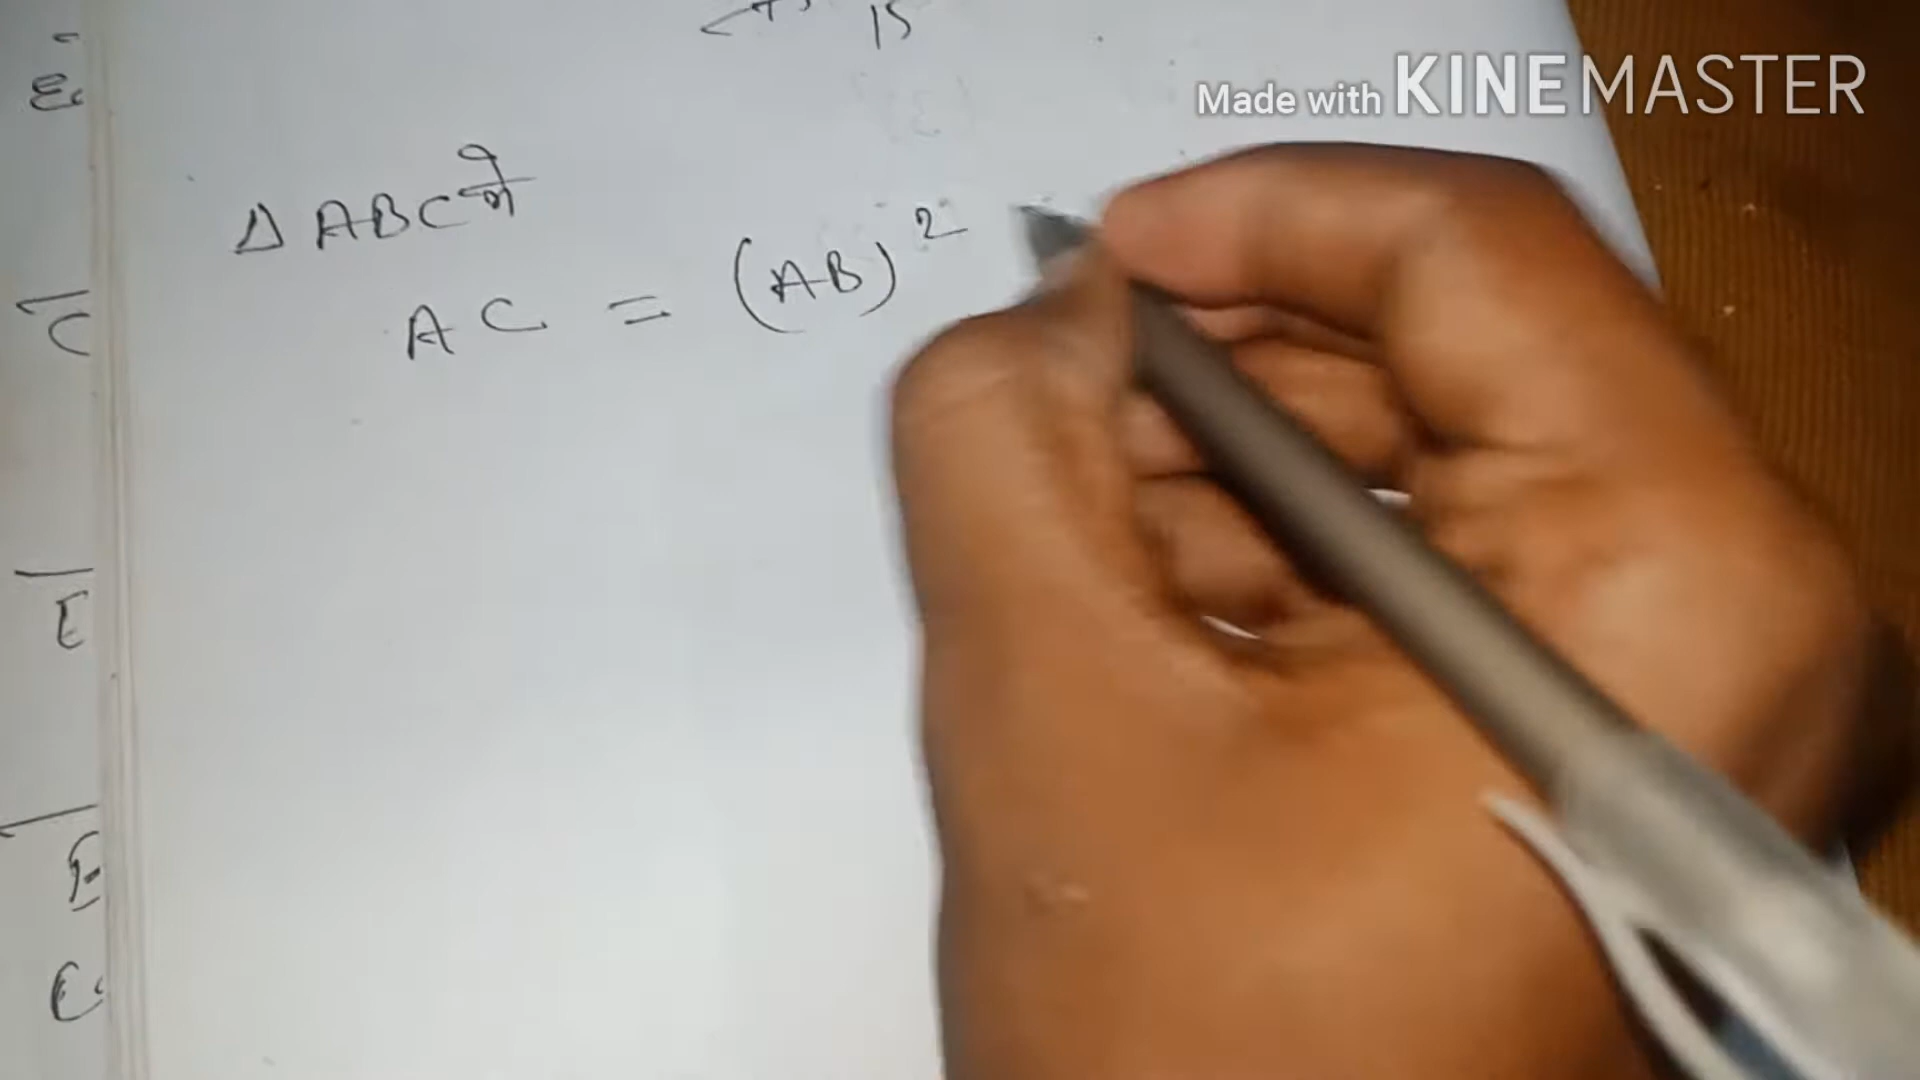 15
Made with KINEMASTER
Δ ABC में
AC = (AB)²